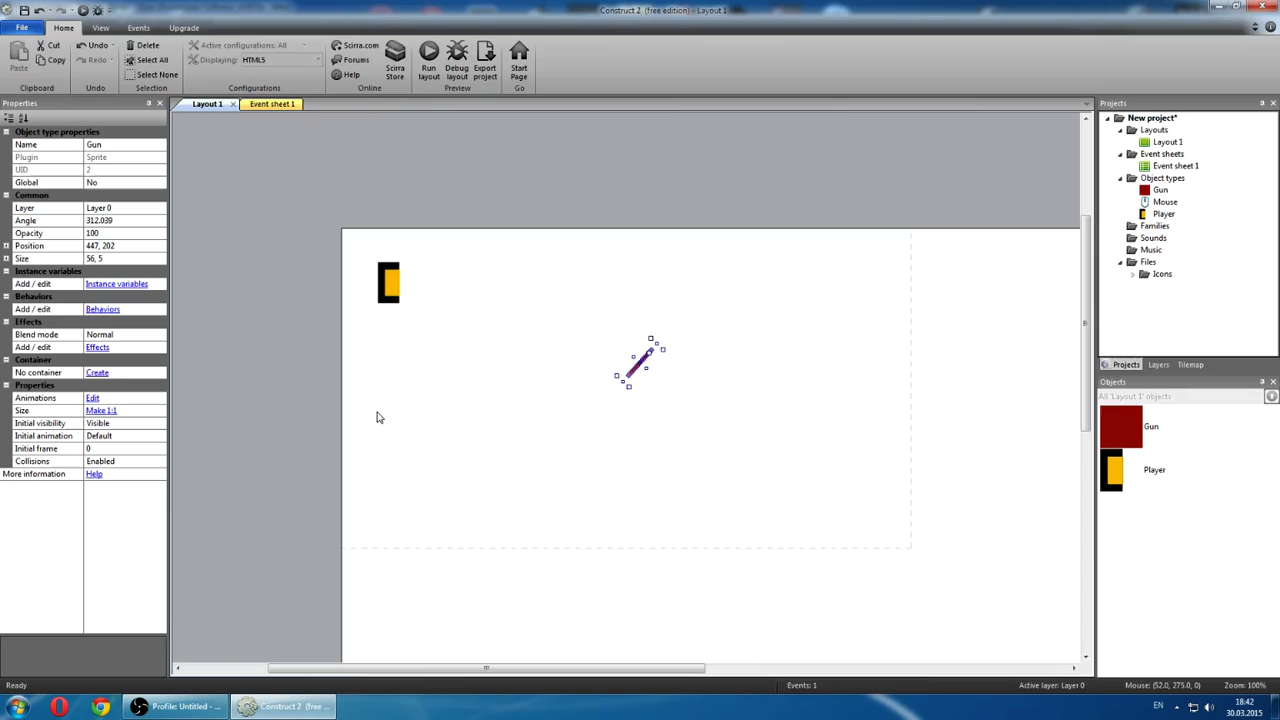 Construct 2 (free edition) - Layout 1
File Home View Events Upgrade
Paste Cut Copy Undo Redo Delete Select All Select None Active configurations: All Displaying: HTML5 Scirra.com Forums Help Scirra Store Run layout Debug layout Export project Start Page
Clipboard Undo Selection Configurations Online Preview Go
Properties
Layout 1 Event sheet 1
Projects
Object type properties
Name Gun
Plugin Sprite
UID 2
Global No
Common
Layer Layer 0
Angle 312.039
Opacity 100
Position 447, 202
Size 56, 5
Instance variables
Add / edit Instance variables
Behaviors
Add / edit Behaviors
Effects
Blend mode Normal
Add / edit Effects
Container
No container Create
Properties
Animations Edit
Size Make 1:1
Initial visibility Visible
Initial animation Default
Initial frame 0
Collisions Enabled
More information Help
New project*
Layouts
Layout 1
Event sheets
Event sheet 1
Object types
Gun
Mouse
Player
Families
Sounds
Music
Files
Icons
Projects Layers Tilemap
Objects
All 'Layout 1' objects
Gun
Player
Ready Events: 1 Active layer: Layer 0 Mouse: (52.0, 275.0, 0) Zoom: 100%
Profile: Untitled - ... Construct 2 (free ... EN 18:42
30.03.2015